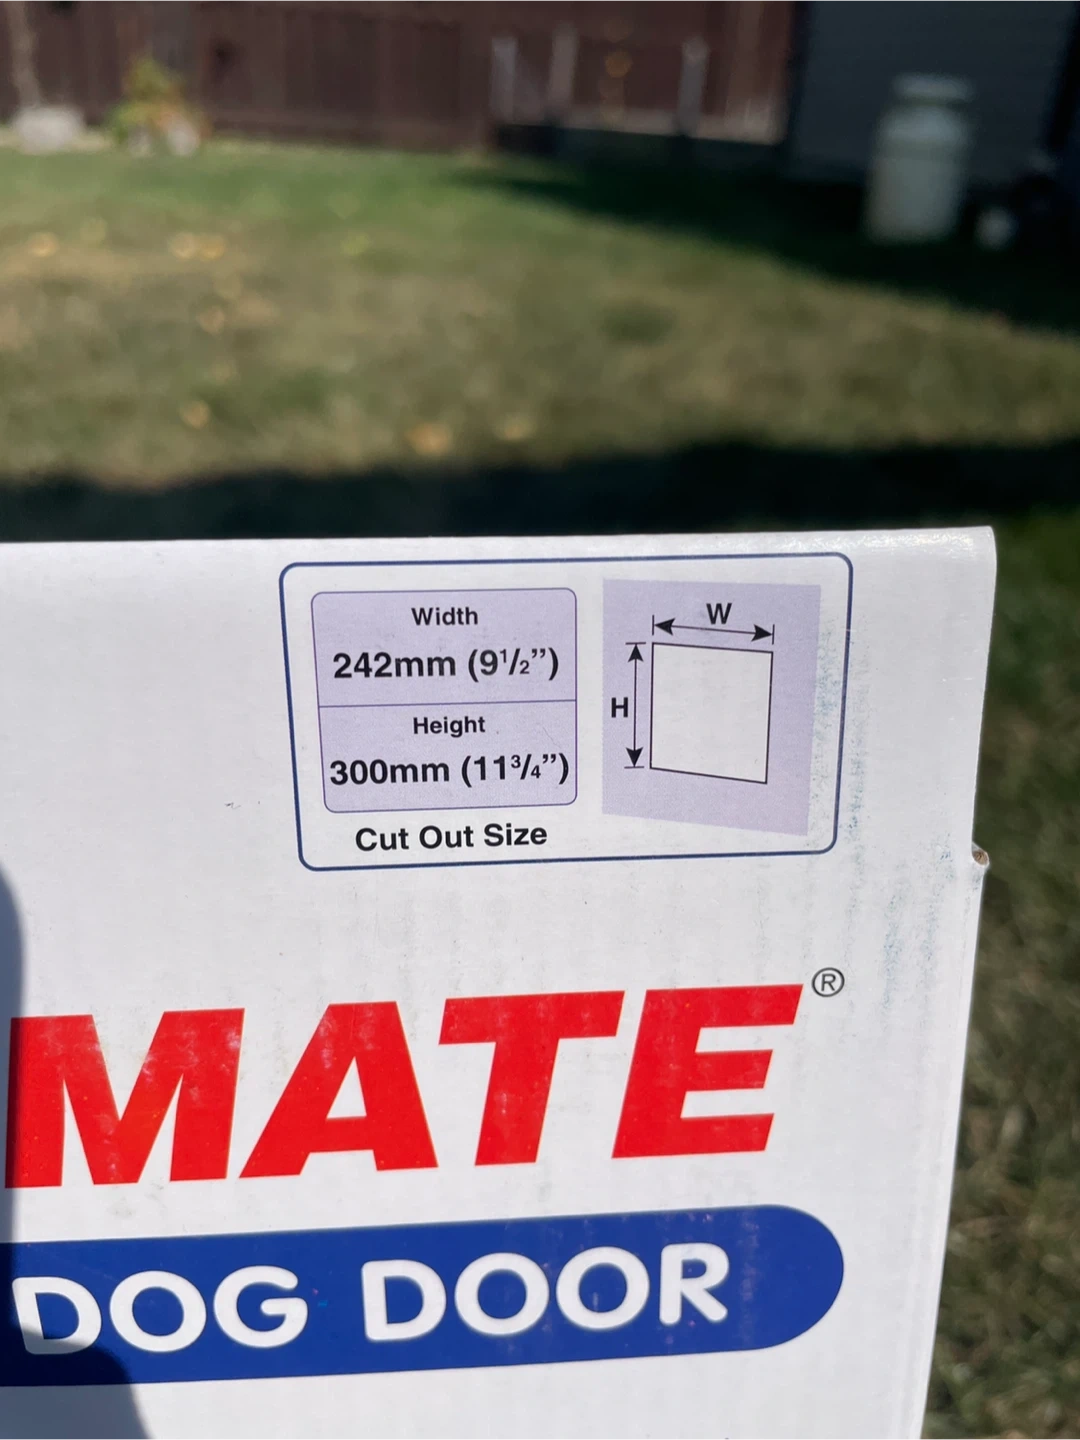 Width
242mm (9¹/₂”)
Height
300mm (11³/₄”)
Cut Out Size
W
H
MATE®
DOG DOOR